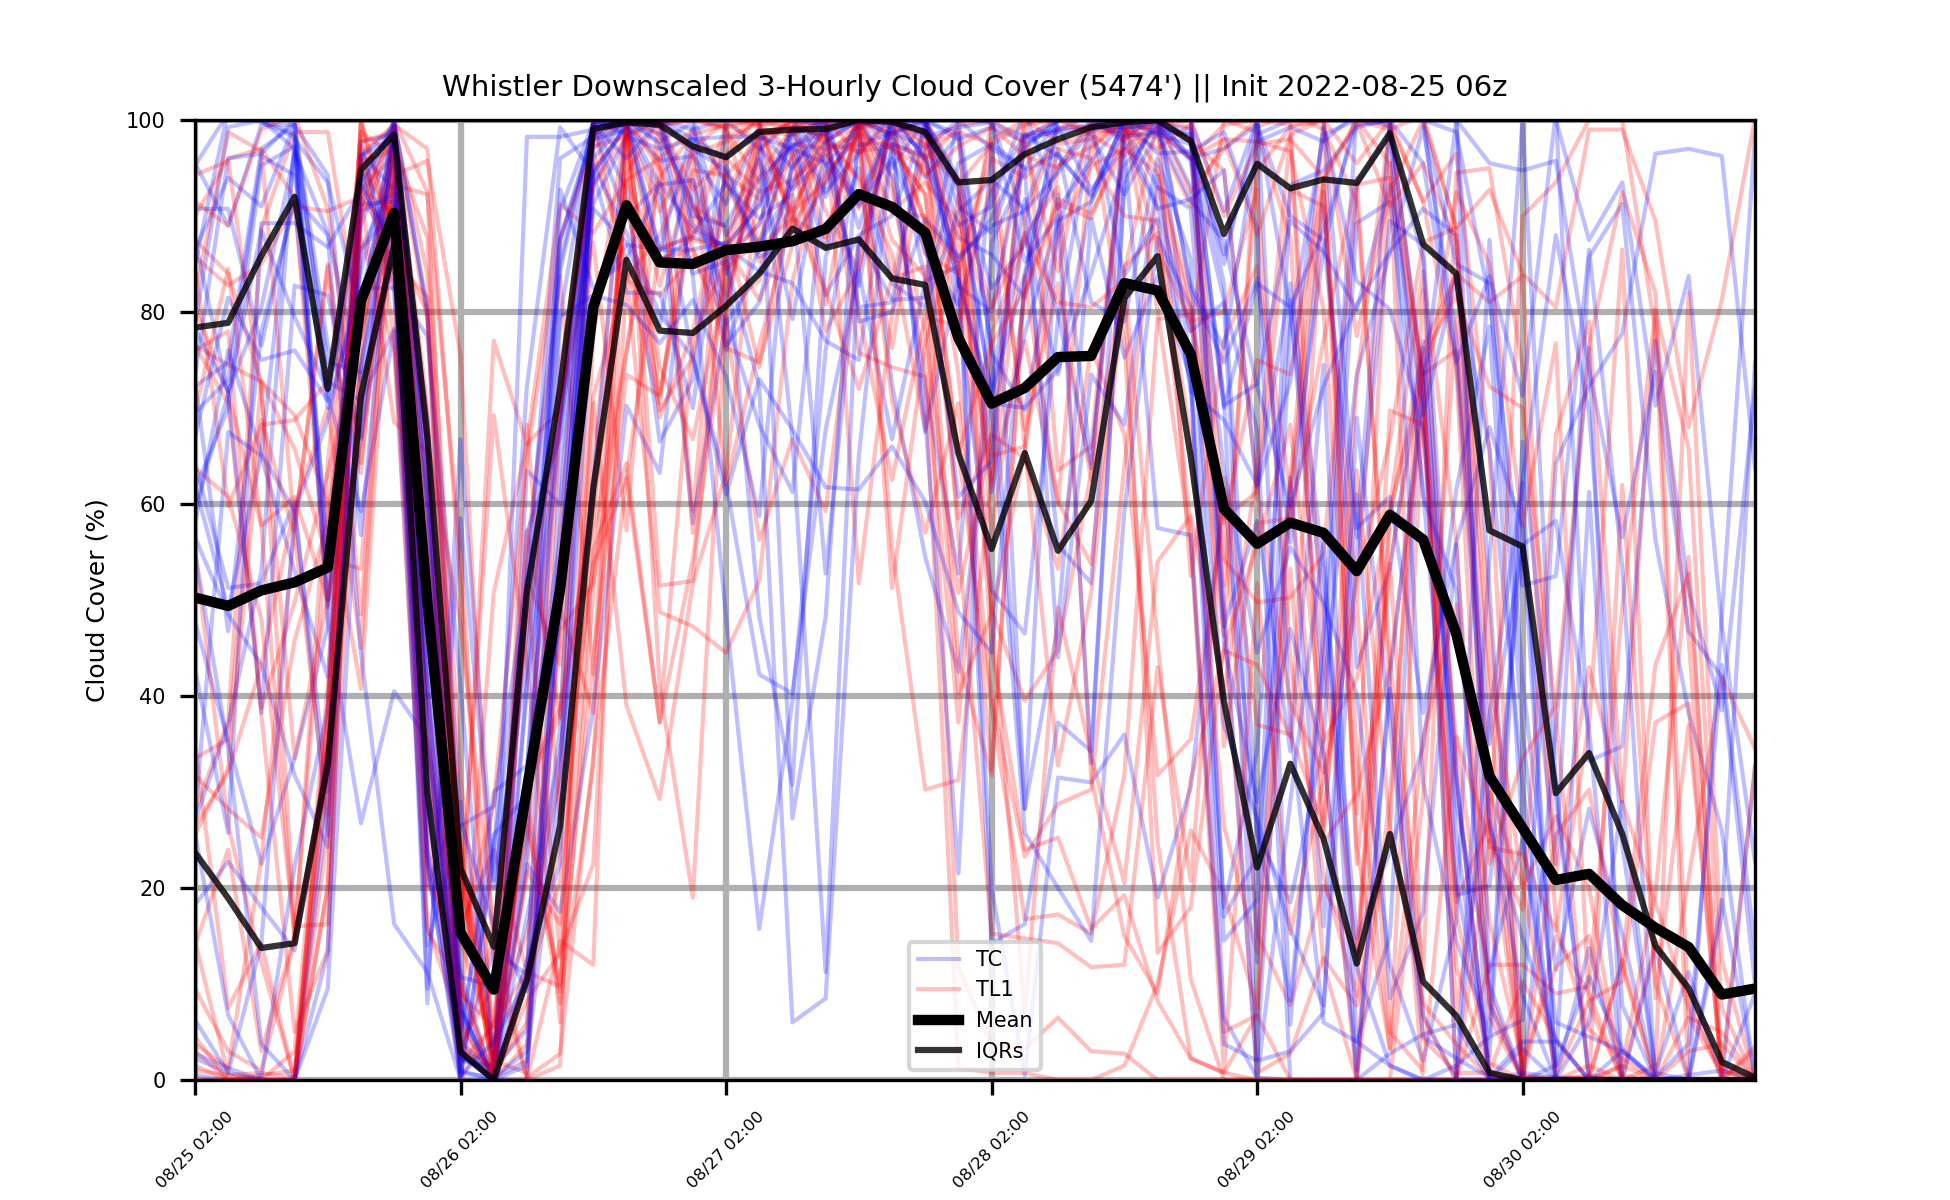 Whistler Downscaled 3-Hourly Cloud Cover (5474') || Init 2022-08-25 06z
Cloud Cover (%)
100
80
60
40
20
0
TC
TL1
Mean
IQRs
08/25 02:00
08/26 02:00
08/27 02:00
08/28 02:00
08/29 02:00
08/30 02:00